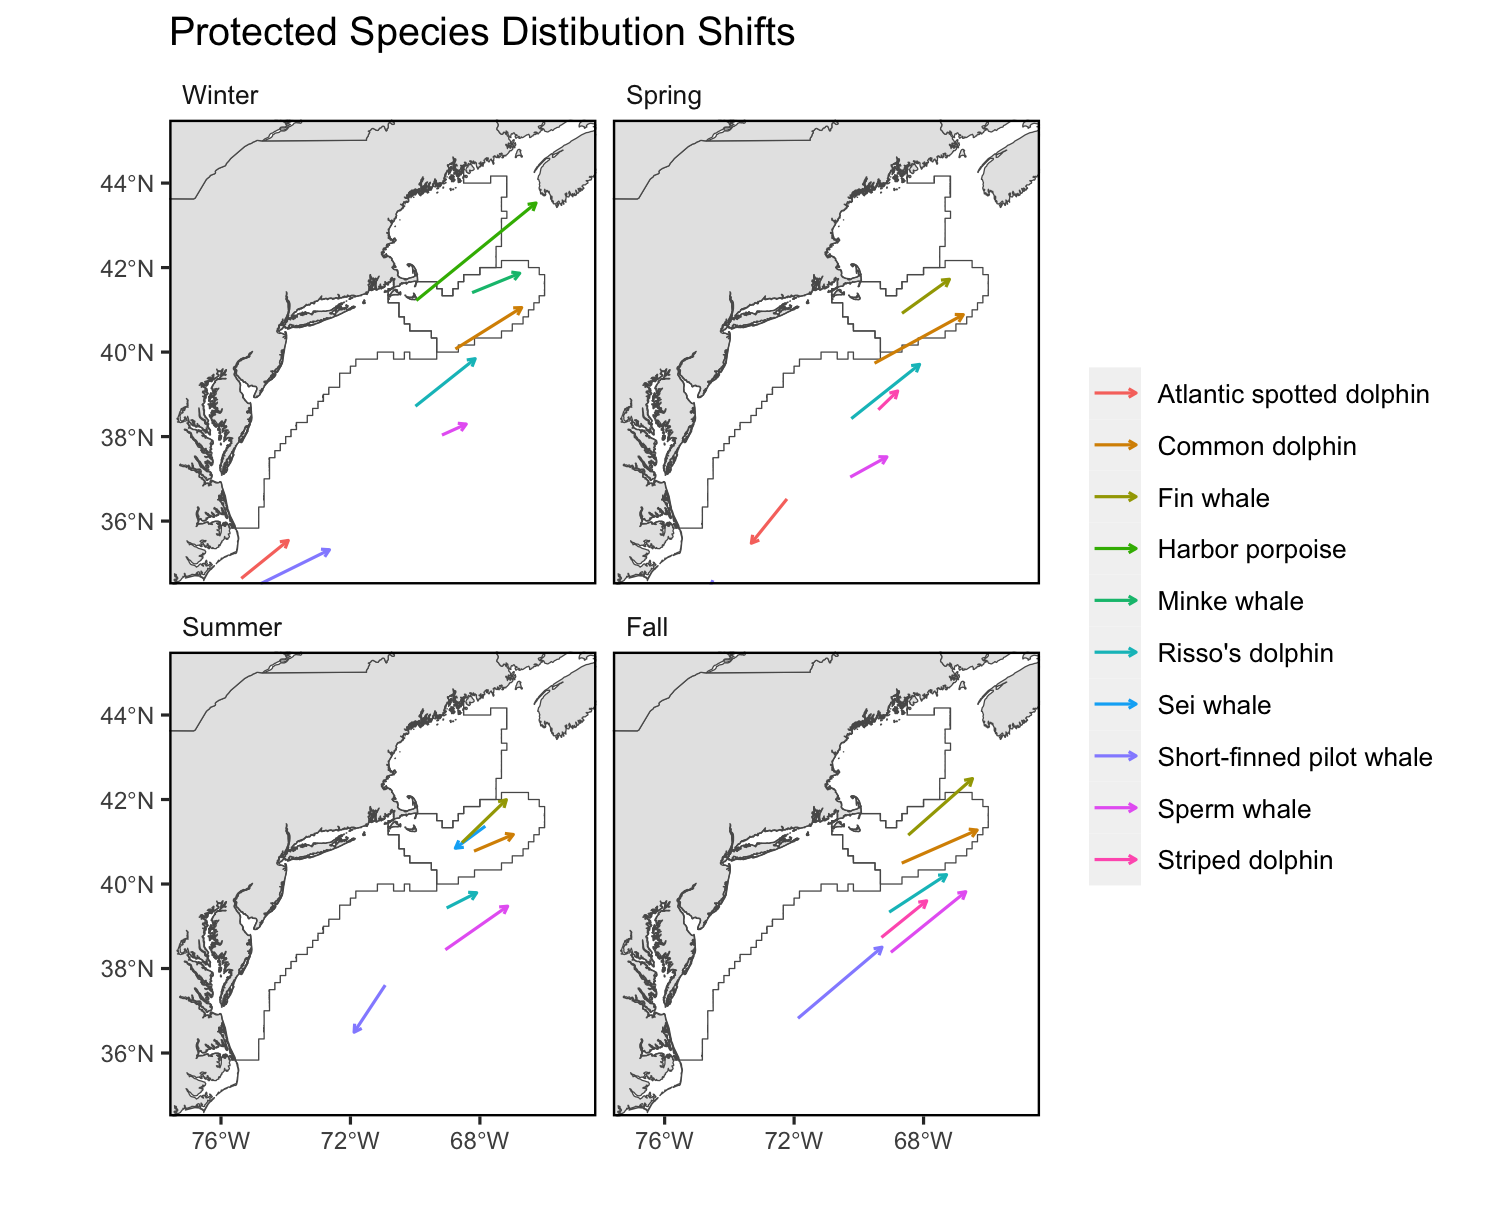 Protected Species Distibution Shifts
Winter
Spring
44°N
42°N
40°N
38°N
36°N
Summer
Fall
44°N
42°N
40°N
38°N
36°N
76°W 72°W 68°W
76°W 72°W 68°W
Atlantic spotted dolphin
Common dolphin
Fin whale
Harbor porpoise
Minke whale
Risso's dolphin
Sei whale
Short-finned pilot whale
Sperm whale
Striped dolphin